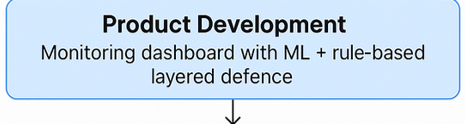 Product Development
Monitoring dashboard with ML + rule-based
layered defence